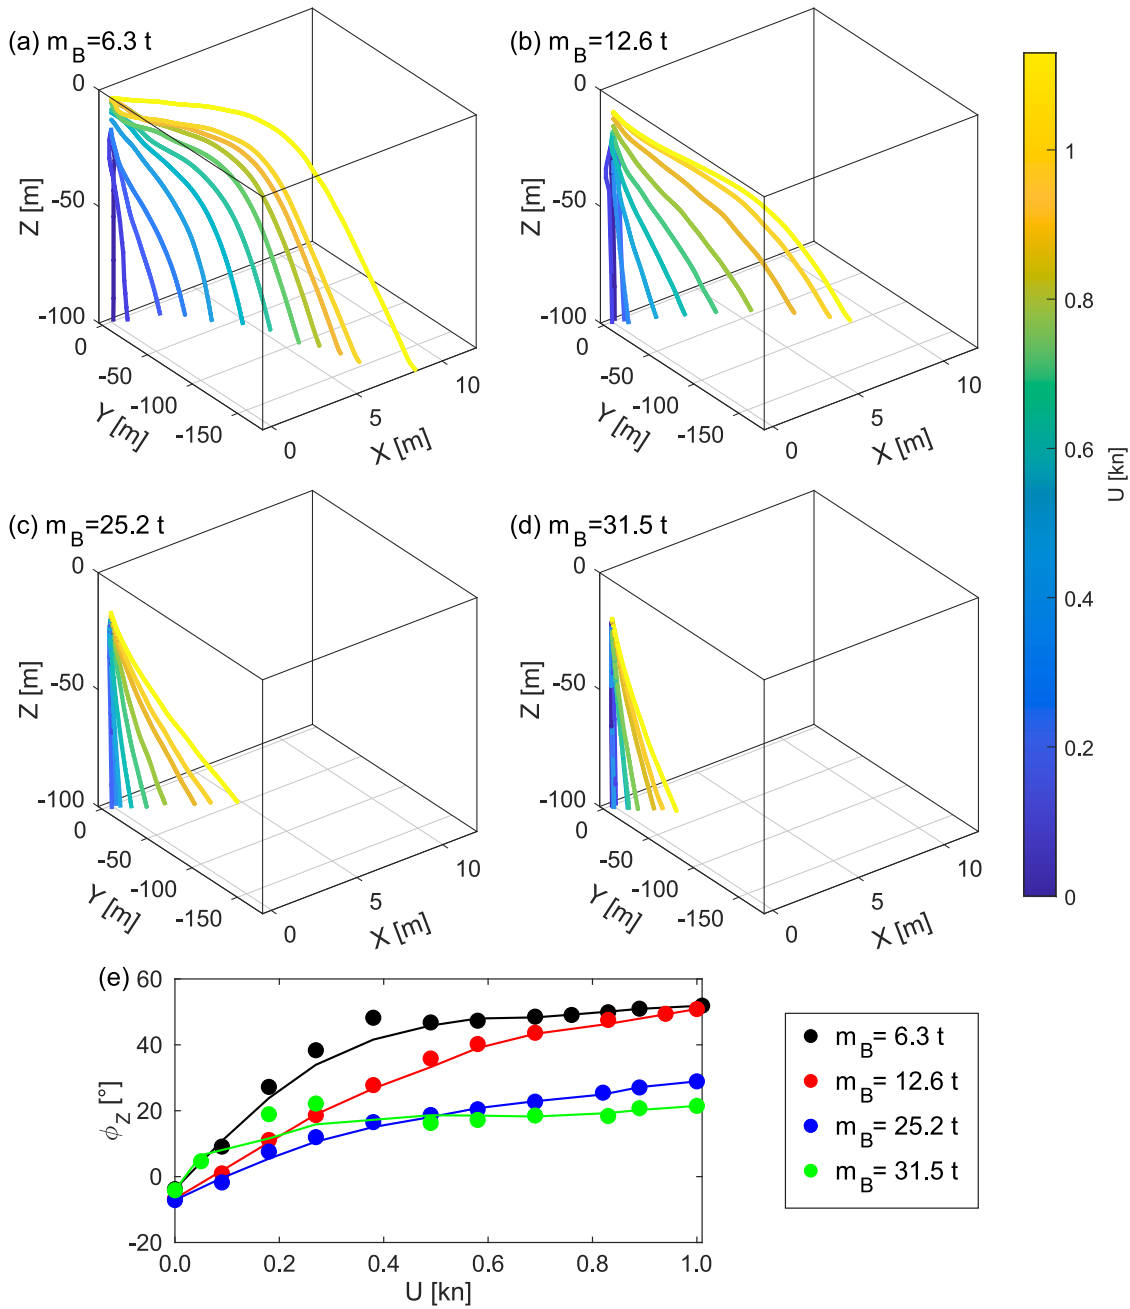 (a) m_B=6.3 t
(b) m_B=12.6 t
0
-50
-100
Z [m]
0
-50
-100
-150
Y [m]
0
5
10
X [m]
0
-50
-100
Z [m]
0
-50
-100
-150
Y [m]
0
5
10
X [m]
1
0.8
0.6
0.4
0.2
0
U [kn]
(c) m_B=25.2 t
(d) m_B=31.5 t
0
-50
-100
Z [m]
0
-50
-100
-150
Y [m]
0
5
10
X [m]
0
-50
-100
Z [m]
0
-50
-100
-150
Y [m]
0
5
10
X [m]
(e)
60
40
20
0
-20
ϕ_Z [°]
0.0
0.2
0.4
0.6
0.8
1.0
U [kn]
m_B= 6.3 t
m_B= 12.6 t
m_B= 25.2 t
m_B= 31.5 t